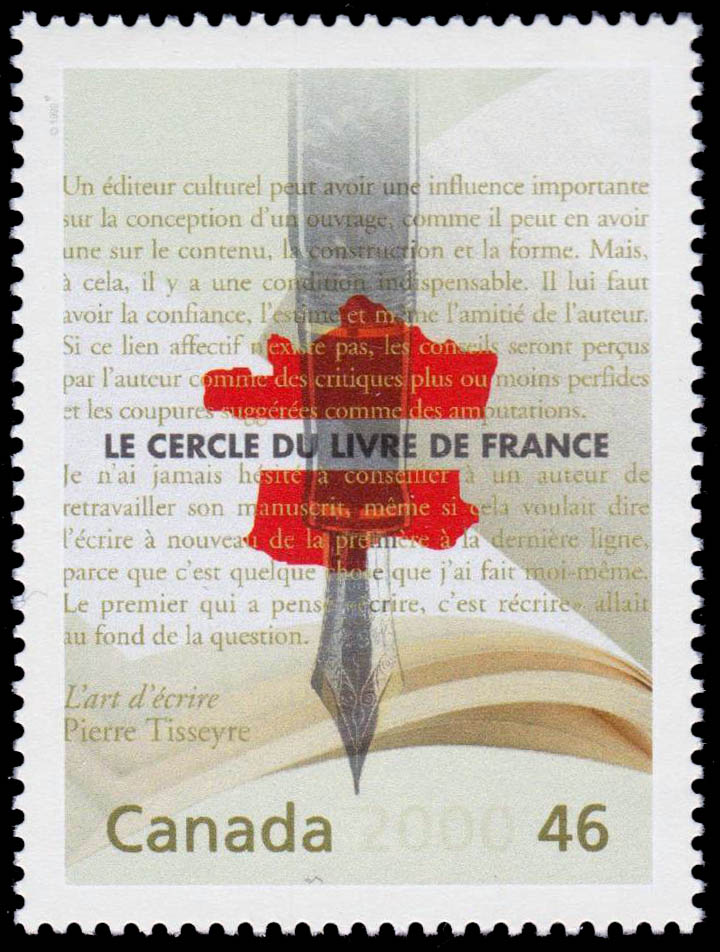 © 1999
Un éditeur culturel peut avoir une influence importante
sur la conception d'un ouvrage, comme il peut en avoir
une sur le contenu, la construction et la forme. Mais,
à cela, il y a une condition indispensable. Il lui faut
avoir la confiance, l'estime et même l'amitié de l'auteur.
Si ce lien affectif n'existe pas, les conseils seront perçus
par l'auteur comme des critiques plus ou moins perfides
et les coupures suggérées comme des amputations.
LE CERCLE DU LIVRE DE FRANCE
Je n'ai jamais hésité à conseiller à un auteur de
retravailler son manuscrit, même si cela voulait dire
l'écrire à nouveau de la première à la dernière ligne,
parce que c'est quelque chose que j'ai fait moi-même.
Le premier qui a pensé «écrire, c'est récrire» allait
au fond de la question.
L'art d'écrire
Pierre Tisseyre
Canada 2000 46